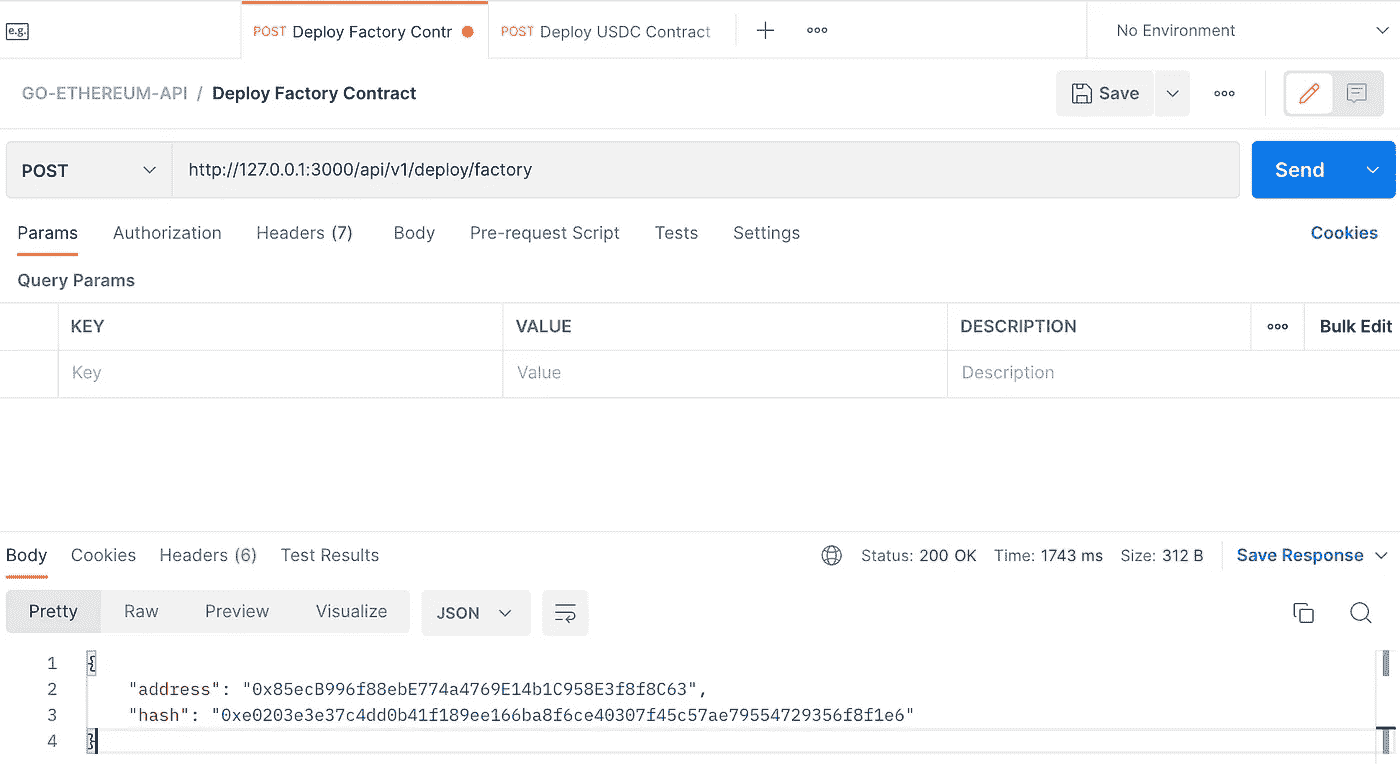 e.g.
POST Deploy Factory Contr
POST Deploy USDC Contract
No Environment
GO-ETHEREUM-API / Deploy Factory Contract
Save
POST
http://127.0.0.1:3000/api/v1/deploy/factory
Send
Params Authorization Headers (7) Body Pre-request Script Tests Settings Cookies
Query Params
KEY VALUE DESCRIPTION Bulk Edit
Key Value Description
Body Cookies Headers (6) Test Results Status: 200 OK Time: 1743 ms Size: 312 B Save Response
Pretty Raw Preview Visualize JSON
1 {
2 "address": "0x85ecB996f88ebE774a4769E14b1C958E3f8f8C63",
3 "hash": "0xe0203e3e37c4dd0b41f189ee166ba8f6ce40307f45c57ae79554729356f8f1e6"
4 }